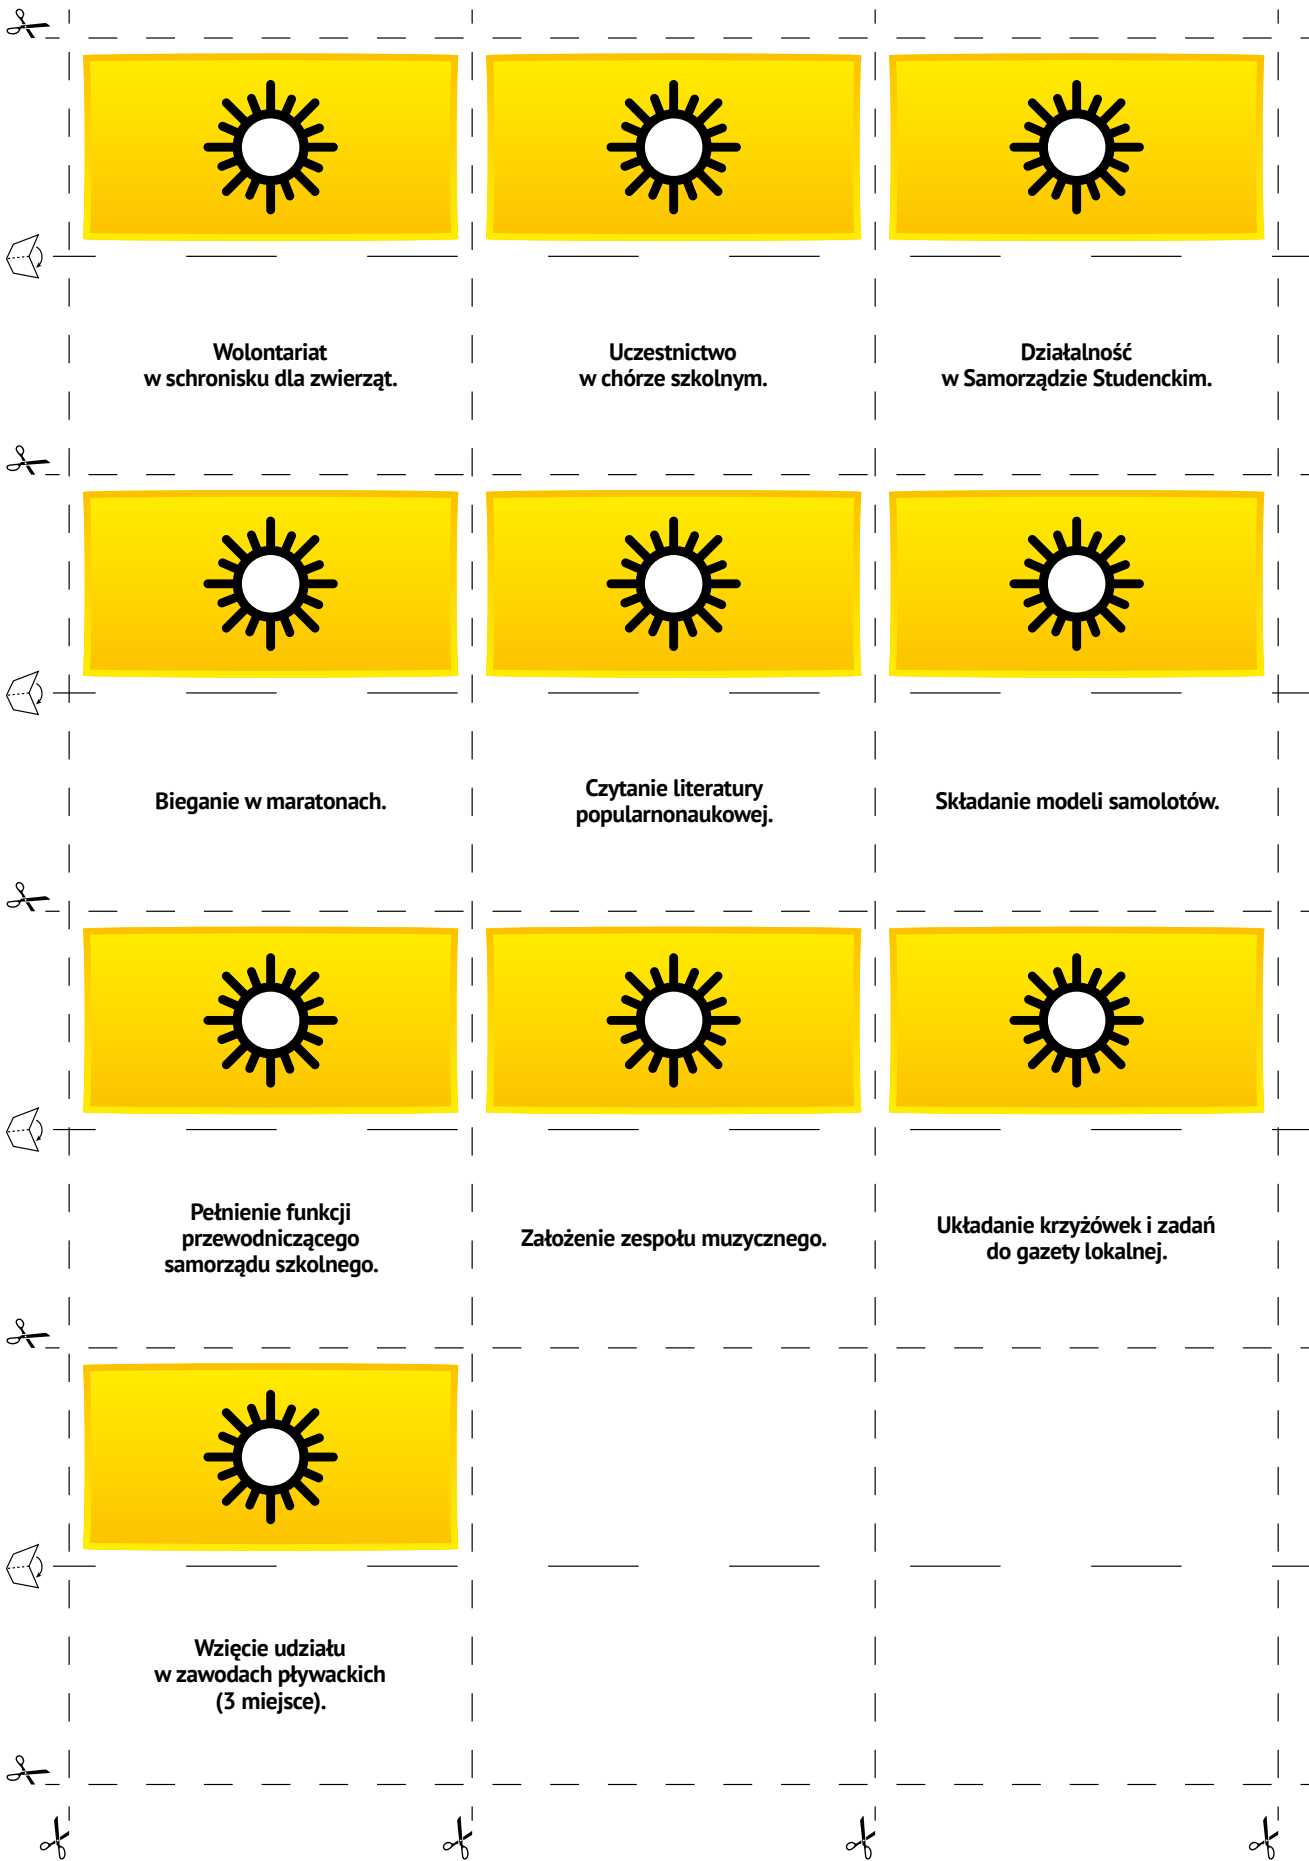 Wolontariat
w schronisku dla zwierząt.
Uczestnictwo
w chórze szkolnym.
Działalność
w Samorządzie Studenckim.
Bieganie w maratonach.
Czytanie literatury
popularnonaukowej.
Składanie modeli samolotów.
Pełnienie funkcji
przewodniczącego
samorządu szkolnego.
Założenie zespołu muzycznego.
Układanie krzyżówek i zadań
do gazety lokalnej.
Wzięcie udziału
w zawodach pływackich
(3 miejsce).